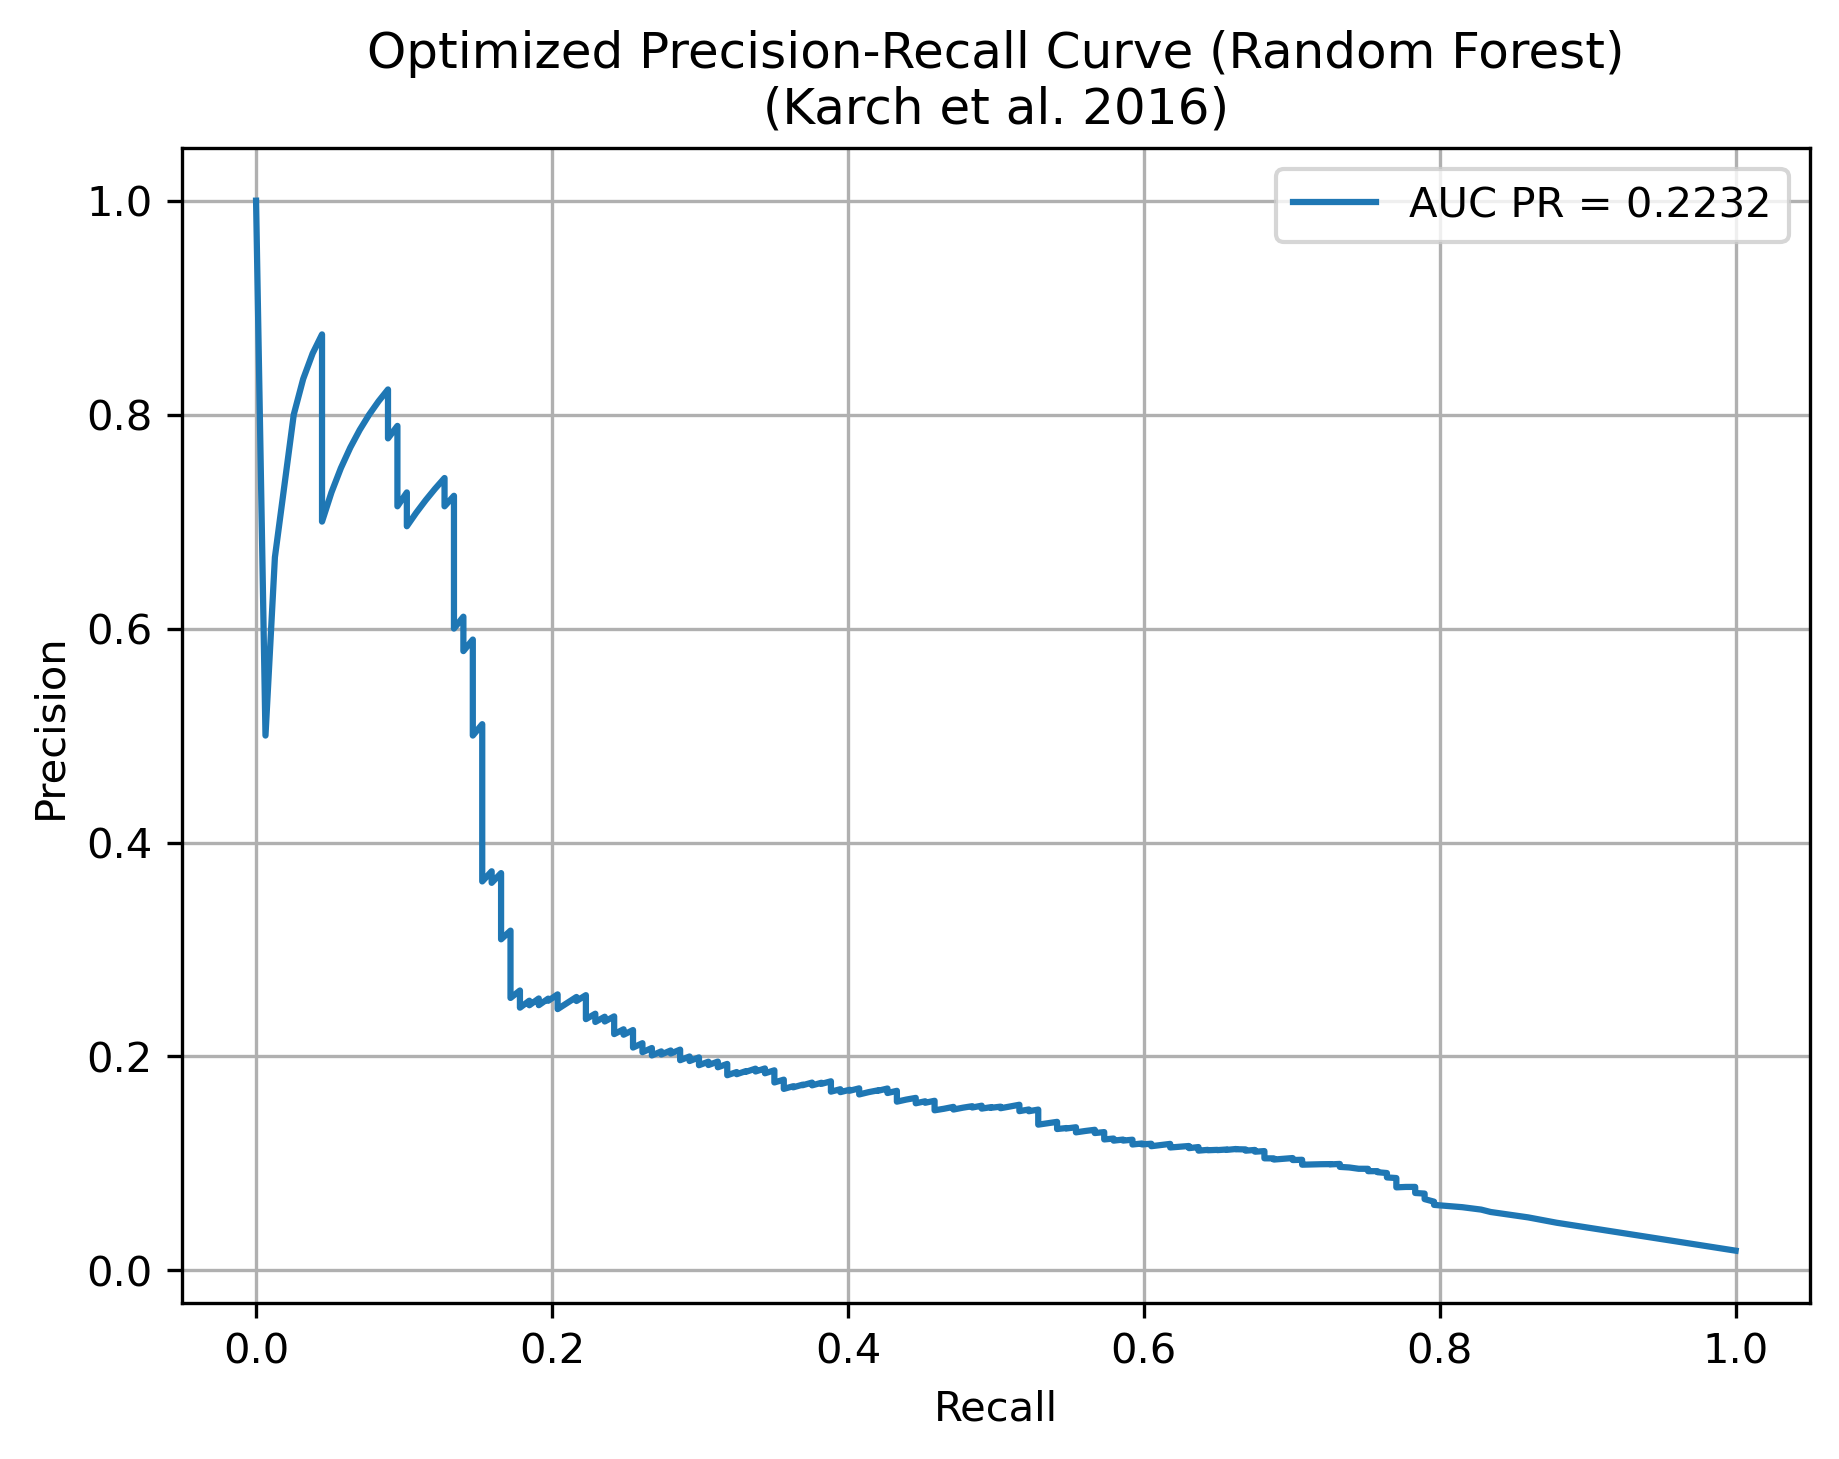 Optimized Precision-Recall Curve (Random Forest)
(Karch et al. 2016)
AUC PR = 0.2232
1.0
0.8
0.6
0.4
0.2
0.0
Precision
0.0 0.2 0.4 0.6 0.8 1.0
Recall